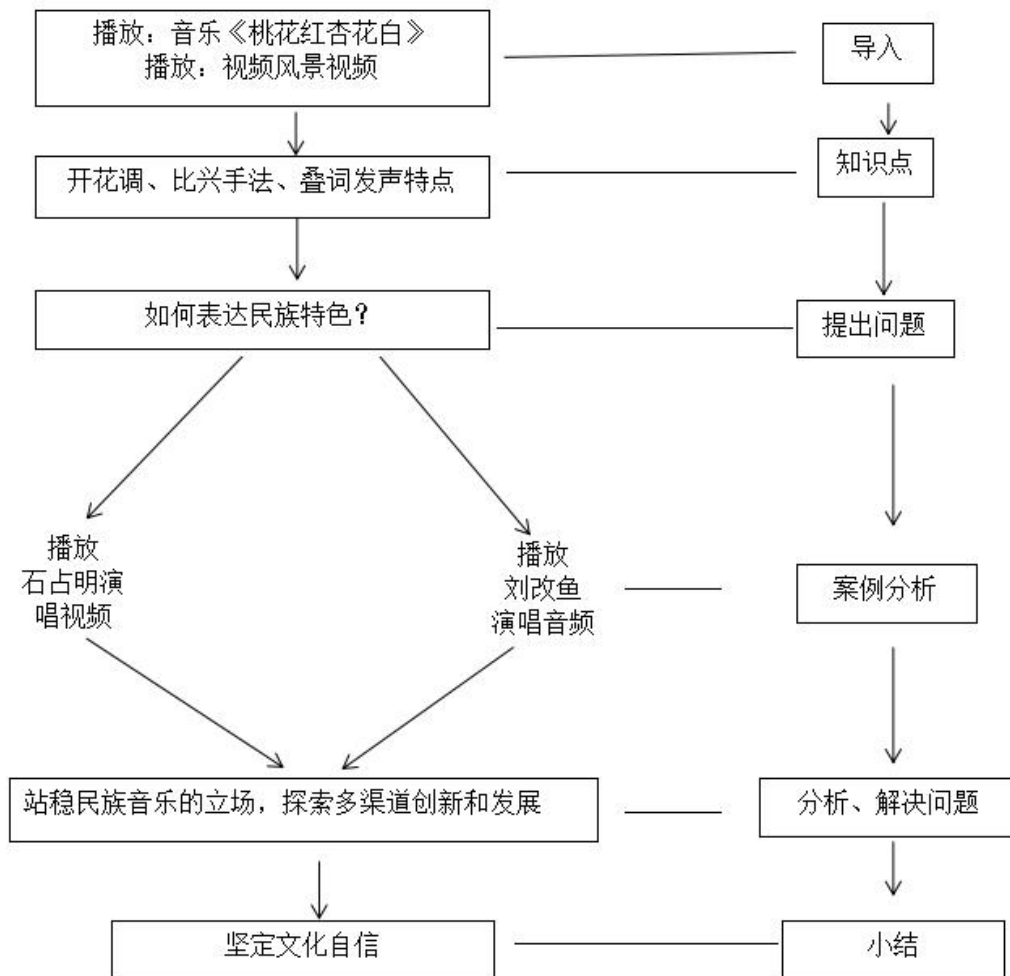 播放：音乐《桃花红杏花白》
播放：视频风景视频
导入
开花调、比兴手法、叠词发声特点
知识点
如何表达民族特色？
提出问题
播放
石占明演
唱视频
播放
刘改鱼
演唱音频
案例分析
站稳民族音乐的立场，探索多渠道创新和发展
分析、解决问题
坚定文化自信
小结